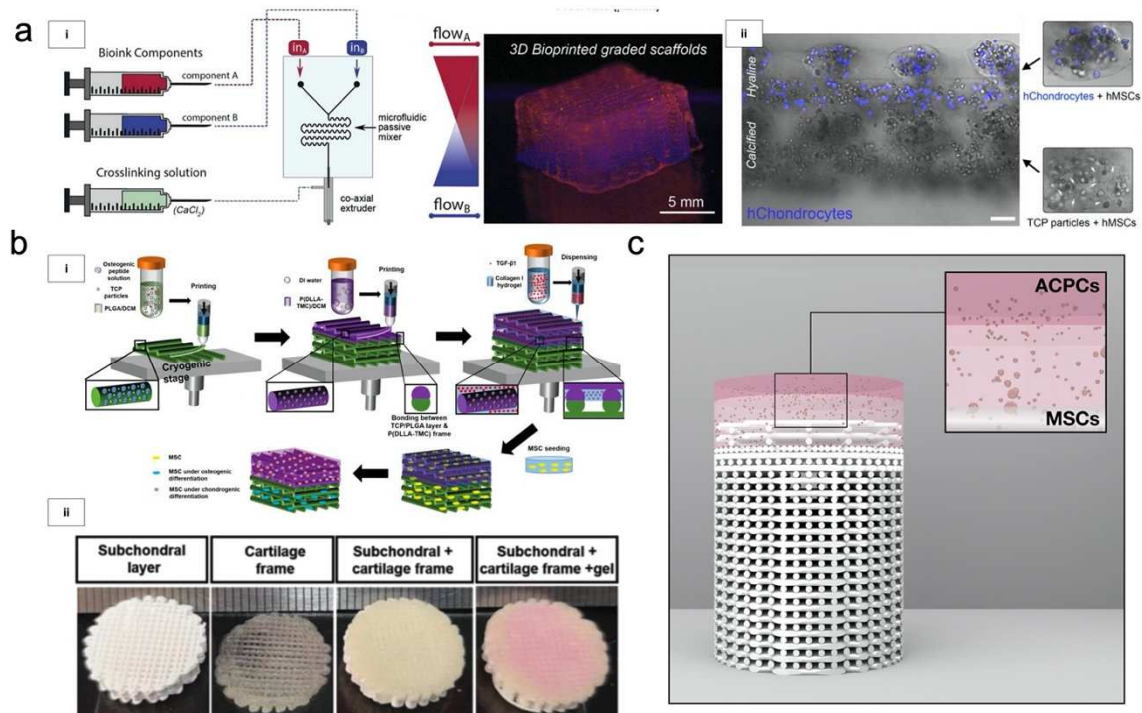 a
i
Bioink Components
component A
component B
Crosslinking solution
(CaCl2)
inA
inB
microfluidic
passive
mixer
co-axial
extruder
flowA
flowB
3D Bioprinted graded scaffolds
5 mm
ii
Hyaline
Calcified
hChondrocytes
hChondrocytes + hMSCs
TCP particles + hMSCs
b
i
Osteogenic
peptide
solution
TCP
particles
PLGA/DCM
Printing
Cryogenic
stage
DI water
P(DLLA-
TMC)/DCM
Printing
Bonding between
TCP/PLGA layer &
P(DLLA-TMC) frame
TGF-β1
Collagen I
hydrogel
Dispensing
MSC seeding
MSC
MSC under osteogenic
differentiation
MSC under chondrogenic
differentiation
ii
Subchondral
layer
Cartilage
frame
Subchondral +
cartilage frame
Subchondral +
cartilage frame +gel
c
ACPCs
MSCs